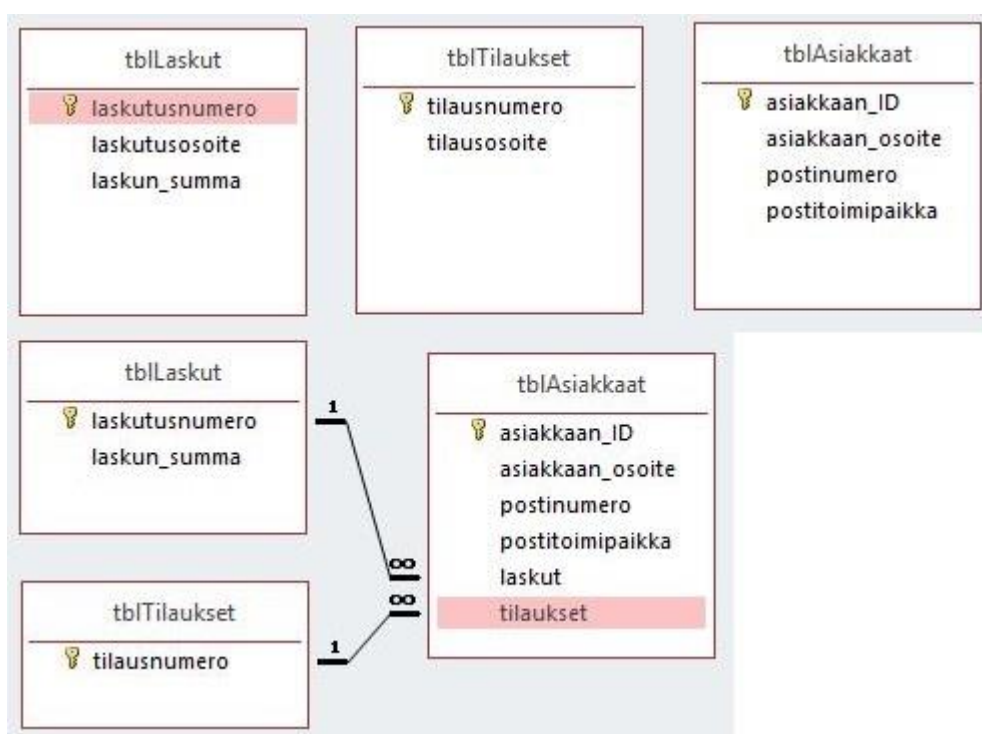 tblLaskut
laskutusnumero
laskutusosoite
laskun_summa
tblTilaukset
tilausnumero
tilausosoite
tblAsiakkaat
asiakkaan_ID
asiakkaan_osoite
postinumero
postitoimipaikka
tblLaskut
laskutusnumero
laskun_summa
1
∞
tblTilaukset
tilausnumero
1
∞
tblAsiakkaat
asiakkaan_ID
asiakkaan_osoite
postinumero
postitoimipaikka
laskut
tilaukset